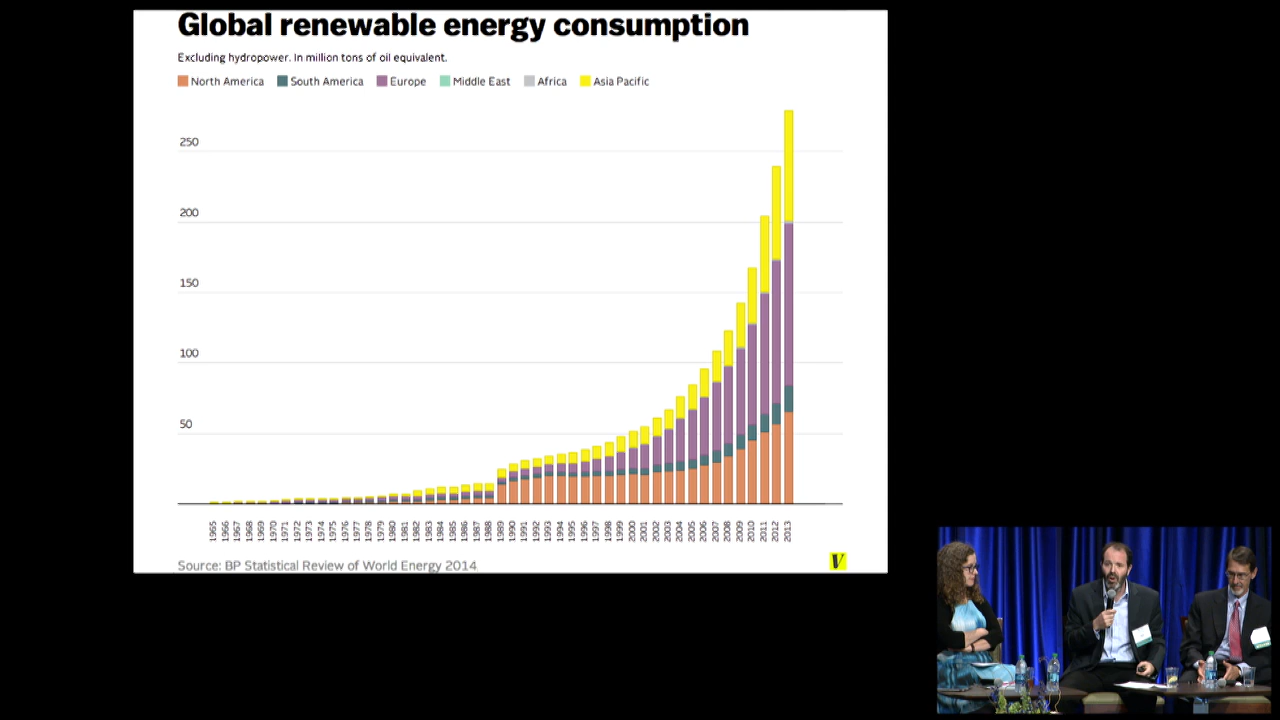 Global renewable energy consumption
Excluding hydropower. In million tons of oil equivalent.
North America South America Europe Middle East Africa Asia Pacific
250
200
150
100
50
1965 1966 1967 1968 1969 1970 1971 1972 1973 1974 1975 1976 1977 1978 1979 1980 1981 1982 1983 1984 1985 1986 1987 1988 1989 1990 1991 1992 1993 1994 1995 1996 1997 1998 1999 2000 2001 2002 2003 2004 2005 2006 2007 2008 2009 2010 2011 2012 2013
Source: BP Statistical Review of World Energy 2014
V